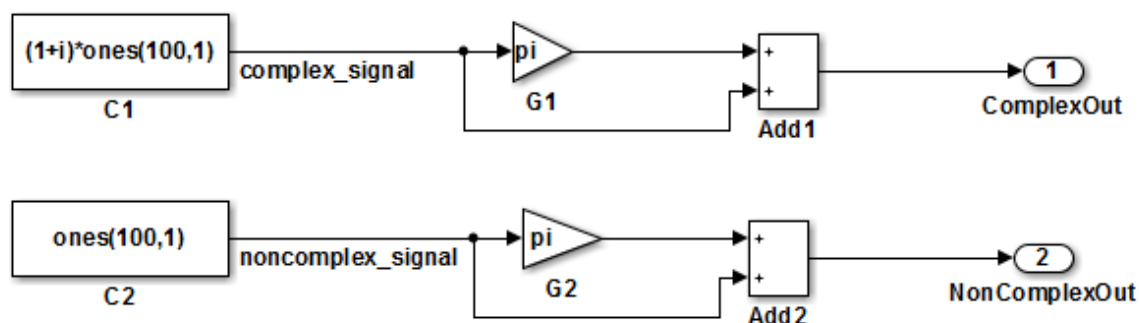 (1+i)*ones(100,1)
complex_signal
C1
pi
G1
+
+
Add1
1
ComplexOut
ones(100,1)
noncomplex_signal
C2
pi
G2
+
+
Add2
2
NonComplexOut